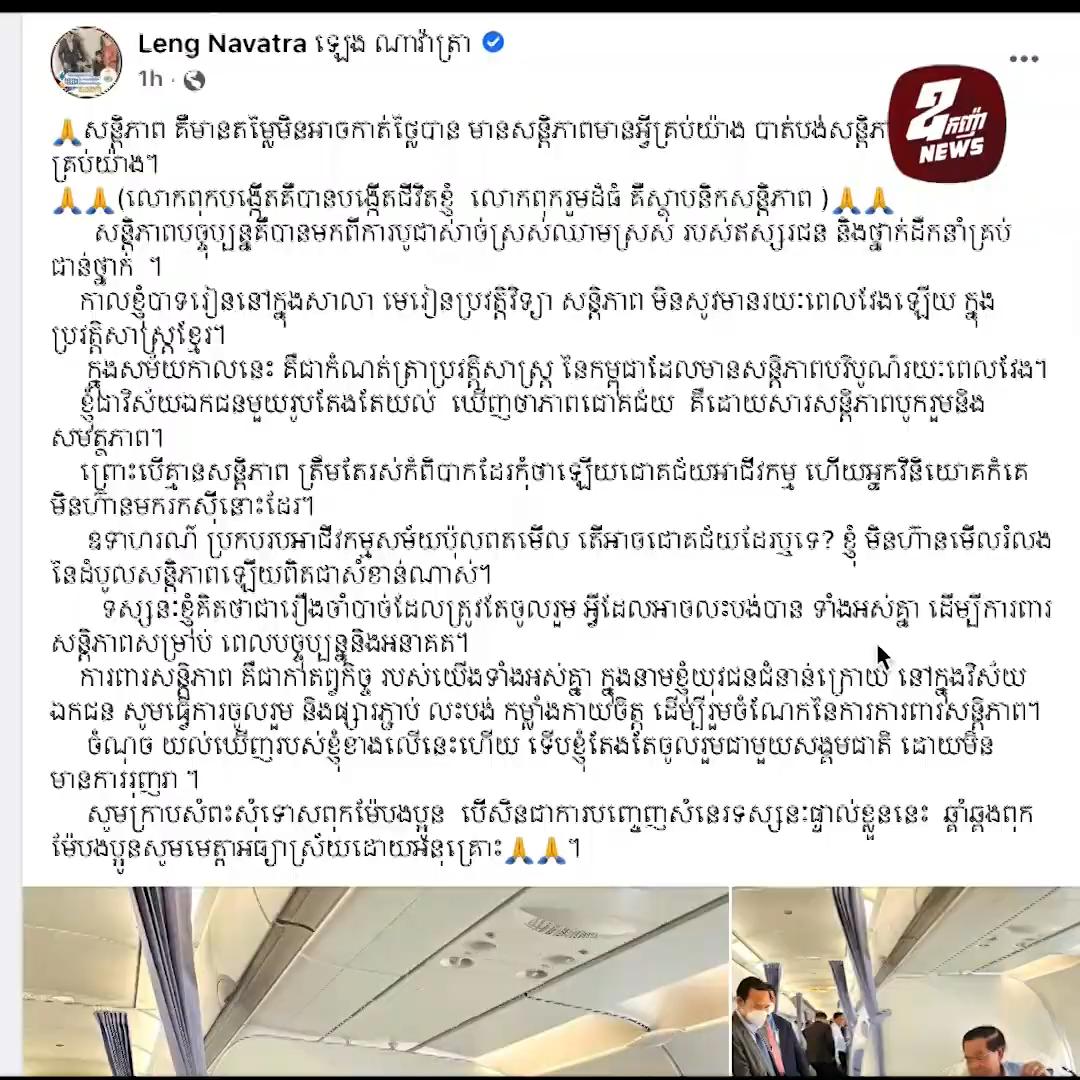 Leng Navatra ឡេង ណាវ៉ាត្រា
1h ·
🙏សន្តិភាព គឺមានតម្លៃមិនអាចកាត់ថ្លៃបាន មានសន្តិភាពមានអ្វីគ្រប់យ៉ាង បាត់បង់
គ្រប់យ៉ាង។
🙏🙏(លោកពុកបង្កើតគឺបានបង្កើតជីវិតខ្ញុំ លោកពុករួមដ៏ធំ គឺស្ថាបនិកសន្តិភាព )🙏🙏
សន្តិភាពបច្ចុប្បន្នគឺបានមកពីការបូជាសាច់ស្រស់ឈាមស្រស់ របស់ឥស្សរជន និងថ្នាក់ដឹកនាំគ្រប់
ជាន់ថ្នាក់ ។
កាលខ្ញុំបាទរៀននៅក្នុងសាលា មេរៀនប្រវត្តិវិទ្យា សន្តិភាព មិនសូវមានរយៈពេលវែងឡើយ ក្នុង
ប្រវត្តិសាស្ត្រខ្មែរ។
ក្នុងសម័យកាលនេះ គឺជាកំណត់ត្រាប្រវត្តិសាស្ត្រ នៃកម្ពុជាដែលមានសន្តិភាពបរិបូណ៌រយៈពេលវែង។
ខ្ញុំជាវិស័យឯកជនមួយរូបតែងតែយល់ ឃើញថាភាពជោគជ័យ គឺដោយសារសន្តិភាពបូករួមនិង
សមត្ថភាព។
ព្រោះបើគ្មានសន្តិភាព ត្រឹមតែរស់ក៏ពិបាកដែរកុំថាឡើយជោគជ័យអាជីវកម្ម ហើយអ្នកវិនិយោគក៏គេ
មិនហ៊ានមករកស៊ីនោះដែរ។
ឧទាហរណ៍ ប្រកបរបអាជីវកម្មសម័យប៉ុលពតមើល តើអាចជោគជ័យដែរឬទេ? ខ្ញុំ មិនហ៊ានមើលរំលង
នៃដំបូលសន្តិភាពឡើយពិតជាសំខាន់ណាស់។
ទស្សនៈខ្ញុំគិតថាជារឿងចាំបាច់ដែលត្រូវតែចូលរួម អ្វីដែលអាចលះបង់បាន ទាំងអស់គ្នា ដើម្បីការពារ
សន្តិភាពសម្រាប់ ពេលបច្ចុប្បន្ននិងអនាគត។
ការពារសន្តិភាព គឺជាកាតព្វកិច្ច របស់យើងទាំងអស់គ្នា ក្នុងនាមខ្ញុំយុវជនជំនាន់ក្រោយ នៅក្នុងវិស័យ
ឯកជន សូមធ្វើការចូលរួម និងផ្សារភ្ជាប់ លះបង់ កម្លាំងកាយចិត្ត ដើម្បីរួមចំណែកនៃការការពារសន្តិភាព។
ចំណុច យល់ឃើញរបស់ខ្ញុំខាងលើនេះហើយ ទើបខ្ញុំតែងតែចូលរួមជាមួយសង្គមជាតិ ដោយមិន
មានការរុញរា ។
សូមក្រាបសំពះសុំទោសពុកម៉ែបងប្អូន បើសិនជាការបញ្ចេញសំនេរទស្សនៈផ្ទាល់ខ្លួននេះ ឆ្គាំឆ្គងពុក
ម៉ែបងប្អូនសូមមេត្តាអធ្យាស្រ័យដោយអនុគ្រោះ🙏🙏។
NEWS